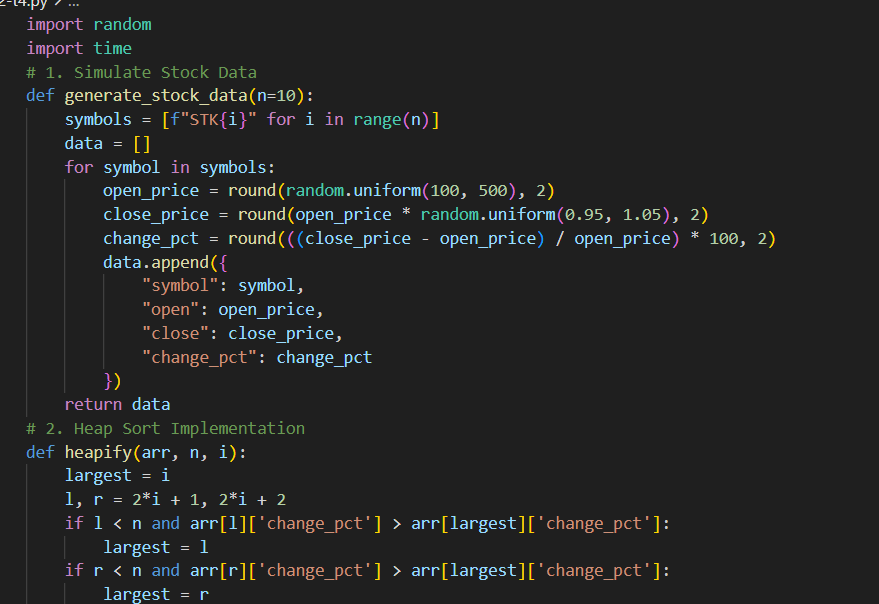 2-t4.py > ...
import random
import time
# 1. Simulate Stock Data
def generate_stock_data(n=10):
    symbols = [f"STK{i}" for i in range(n)]
    data = []
    for symbol in symbols:
        open_price = round(random.uniform(100, 500), 2)
        close_price = round(open_price * random.uniform(0.95, 1.05), 2)
        change_pct = round(((close_price - open_price) / open_price) * 100, 2)
        data.append({
            "symbol": symbol,
            "open": open_price,
            "close": close_price,
            "change_pct": change_pct
        })
    return data
# 2. Heap Sort Implementation
def heapify(arr, n, i):
    largest = i
    l, r = 2*i + 1, 2*i + 2
    if l < n and arr[l]['change_pct'] > arr[largest]['change_pct']:
        largest = l
    if r < n and arr[r]['change_pct'] > arr[largest]['change_pct']:
        largest = r